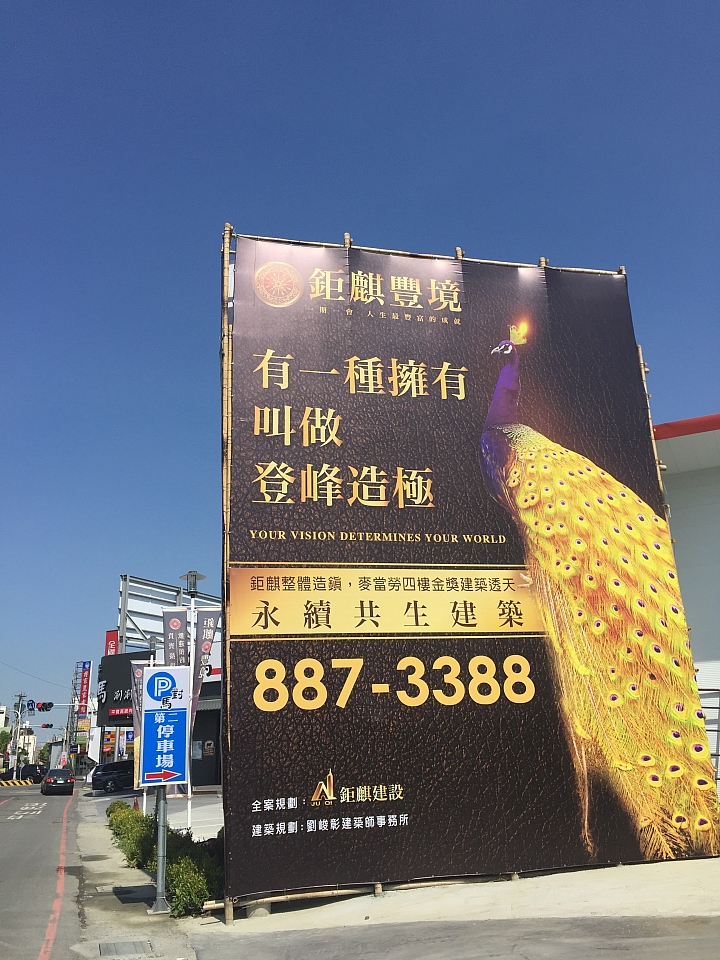 鉅麒豐境
一期一會 人生最豐富的成就
有一種擁有
叫做
登峰造極
YOUR VISION DETERMINES YOUR WORLD
鉅麒整體造鎮，麥當勞四樓金獎建築透天
永續共生建築
887-3388
全案規劃：
JU QI
鉅麒建設
建築規劃：劉峻彰建築師事務所
P
第二
停車場